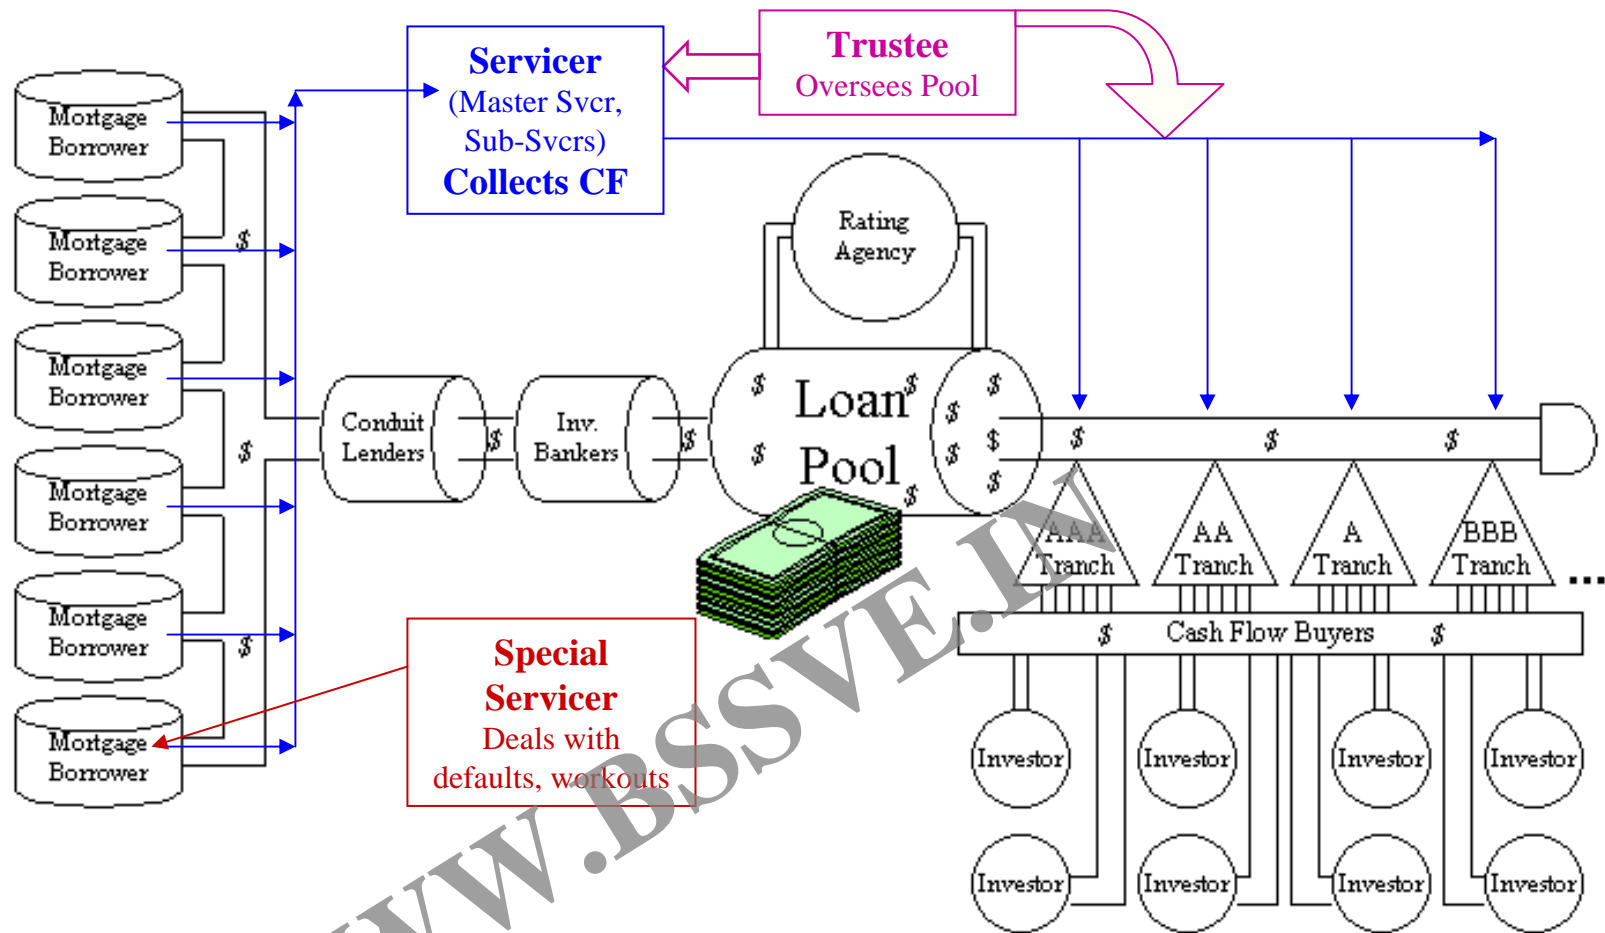 Servicer
(Master Svcr,
Sub-Svcrs)
Collects CF
Trustee
Oversees Pool
Mortgage
Borrower
Mortgage
Borrower
Mortgage
Borrower
Mortgage
Borrower
Mortgage
Borrower
Mortgage
Borrower
$
$
$
Rating
Agency
Conduit
Lenders
$
Inv.
Bankers
$
Loan
Pool
$
$
$
$
$
$
$
$
$
$
$
$
$
AAA
Tranch
AA
Tranch
A
Tranch
BBB
Tranch
...
$ Cash Flow Buyers $
Special
Servicer
Deals with
defaults, workouts
Investor
Investor
Investor
Investor
Investor
Investor
Investor
Investor
WW.BSSVE.IN